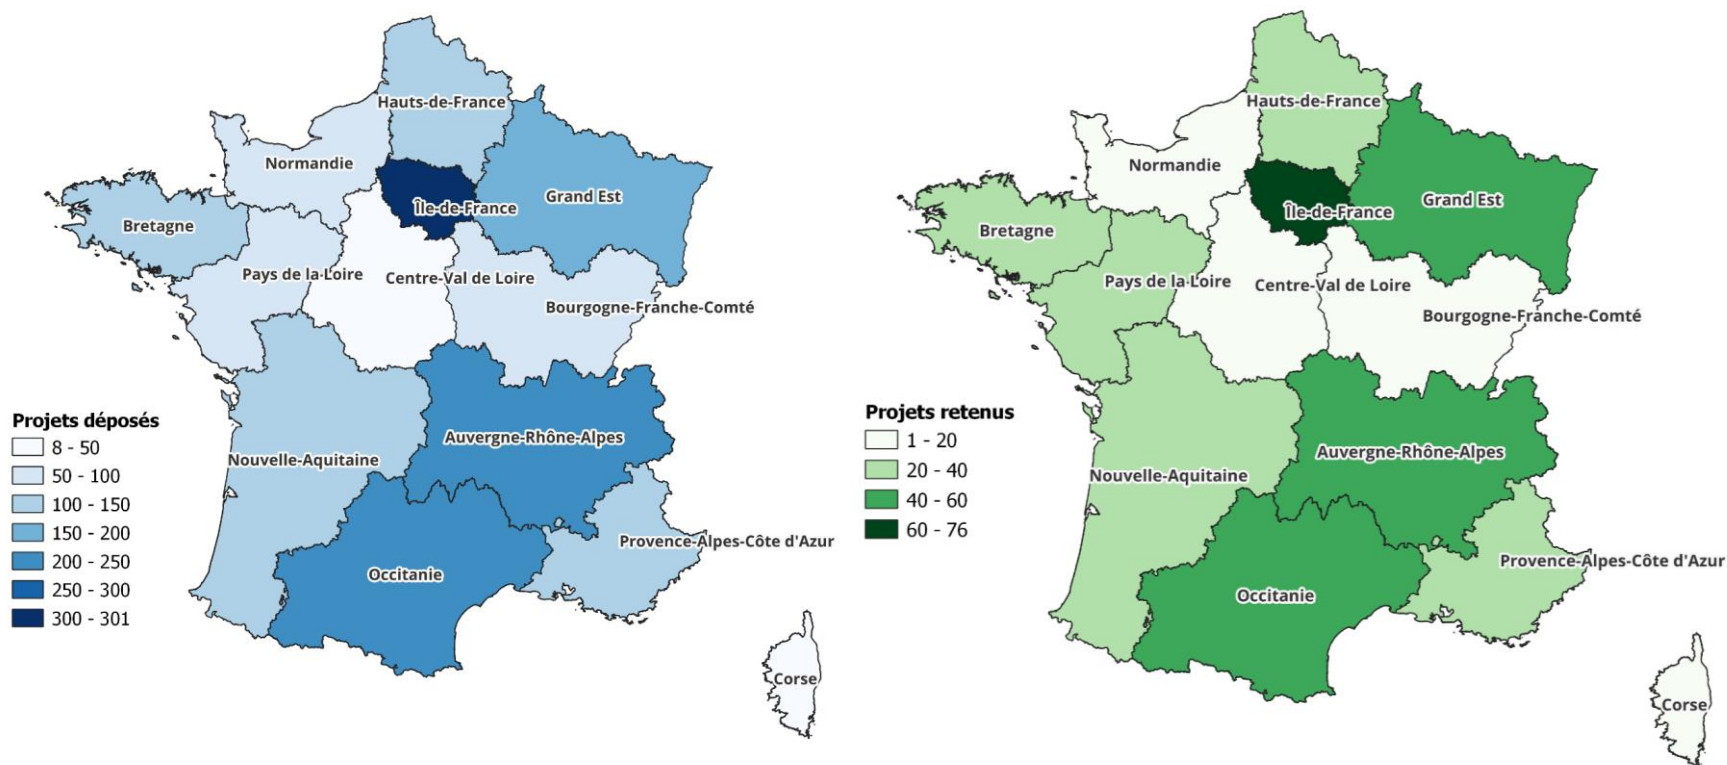 Hauts-de-France
Normandie
Île-de-France
Grand Est
Bretagne
Pays de la Loire
Centre-Val de Loire
Bourgogne-Franche-Comté
Auvergne-Rhône-Alpes
Nouvelle-Aquitaine
Provence-Alpes-Côte d'Azur
Occitanie
Corse
Projets déposés
8 - 50
50 - 100
100 - 150
150 - 200
200 - 250
250 - 300
300 - 301
Hauts-de-France
Normandie
Île-de-France
Grand Est
Bretagne
Pays de la Loire
Centre-Val de Loire
Bourgogne-Franche-Comté
Auvergne-Rhône-Alpes
Nouvelle-Aquitaine
Provence-Alpes-Côte d'Azur
Occitanie
Corse
Projets retenus
1 - 20
20 - 40
40 - 60
60 - 76